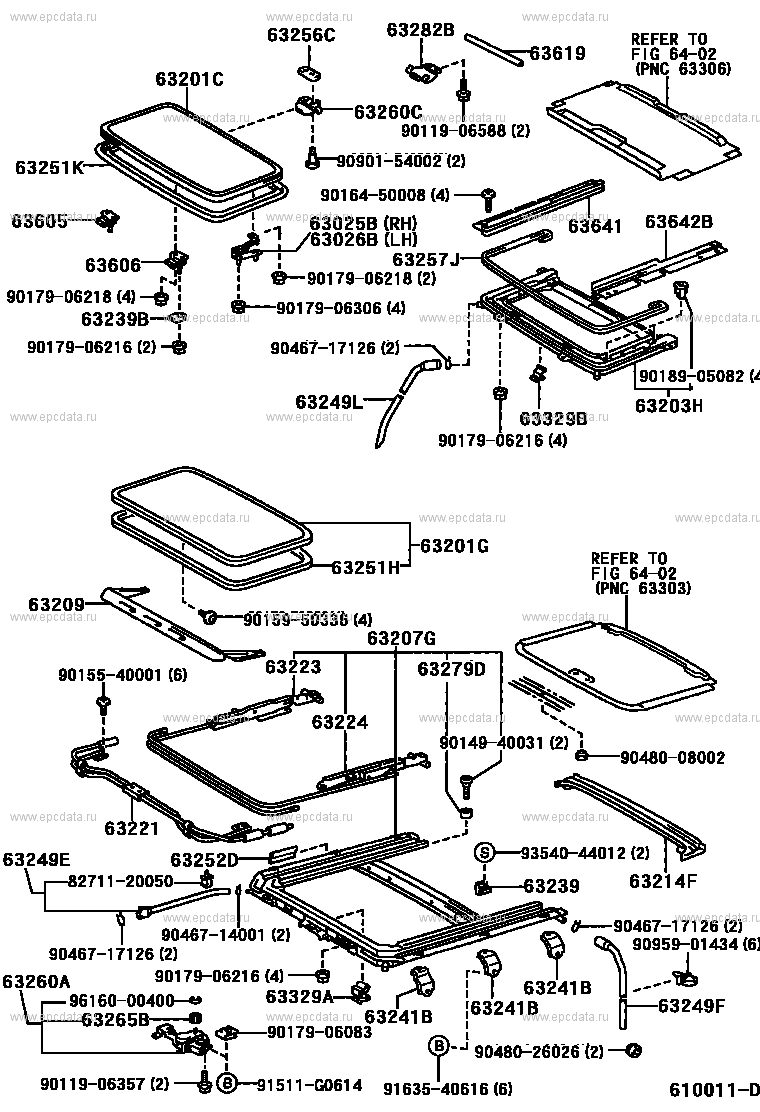 63256C
63282B
63619
REFER TO
FIG 64-02
(PNC 63306)
63201C
63260C
90119-06588 (2)
90901-54002 (2)
63251K
90164-50008 (4)
63641
63642B
63605
63025B (RH)
63026B (LH)
63257J
63606
90179-06218 (2)
90179-06218 (4)
90179-06306 (4)
63239B
90179-06216 (2)
90467-17126 (2)
90189-05082 (4
63249L
63329B
63203H
90179-06216 (4)
63201G
63251H
REFER TO
FIG 64-02
(PNC 63303)
63209
90159-50336 (4)
63207G
63223
63279D
90155-40001 (6)
63224
90149-40031 (2)
90480-08002
63221
63249E
63252D
S
93540-44012 (2)
82711-20050
63239
63214F
90467-14001 (2)
90467-17126 (2)
90467-17126 (2)
90959-01434 (6)
63260A
90179-06216 (4)
96160-00400
63329A
63241B
63241B
63241B
63249F
63265B
90179-06083
B
90480-26026 (2)
90119-06357 (2)
B
91511-G0614
91635-40616 (6)
610011-D
www.epcdata.ru